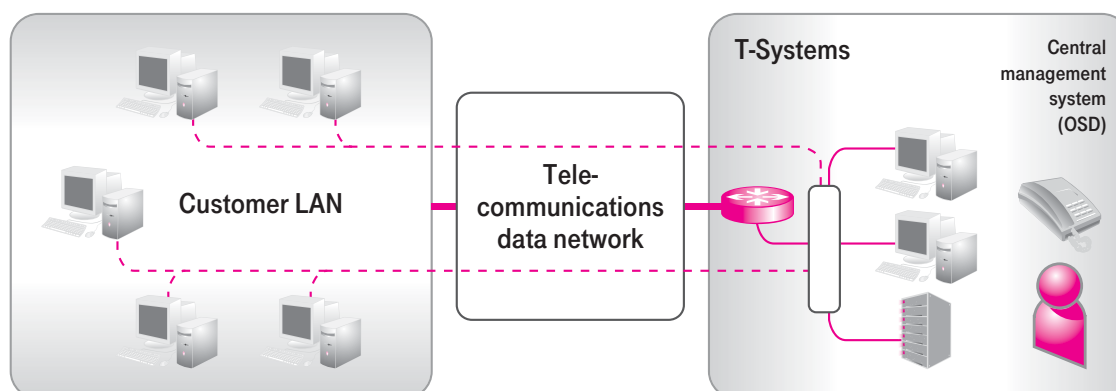 Customer LAN
Tele-
communications
data network
T-Systems
Central
management
system
(OSD)